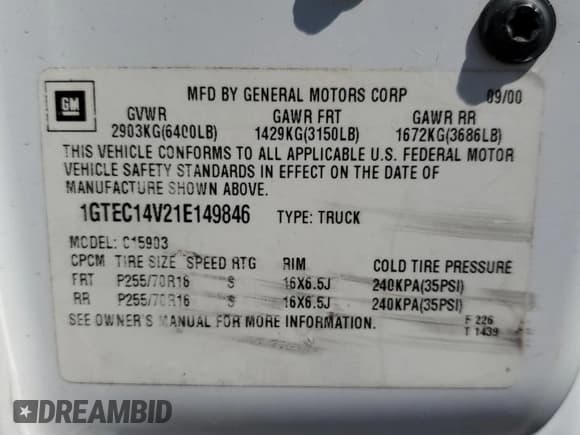 GM
MFD BY GENERAL MOTORS CORP 09/00
GVWR GAWR FRT GAWR RR
2903KG(6400LB) 1429KG(3150LB) 1672KG(3686LB)
THIS VEHICLE CONFORMS TO ALL APPLICABLE U.S. FEDERAL MOTOR
VEHICLE SAFETY STANDARDS IN EFFECT ON THE DATE OF
MANUFACTURE SHOWN ABOVE.
1GTEC14V21E149846 TYPE: TRUCK
MODEL: C15903
CPCM TIRE SIZE SPEED RTG RIM COLD TIRE PRESSURE
FRT P255/70R16 S 16X6.5J 240KPA(35PSI)
RR P255/70R16 S 16X6.5J 240KPA(35PSI)
SEE OWNER'S MANUAL FOR MORE INFORMATION.
F 226
T 1439
DREAMBID